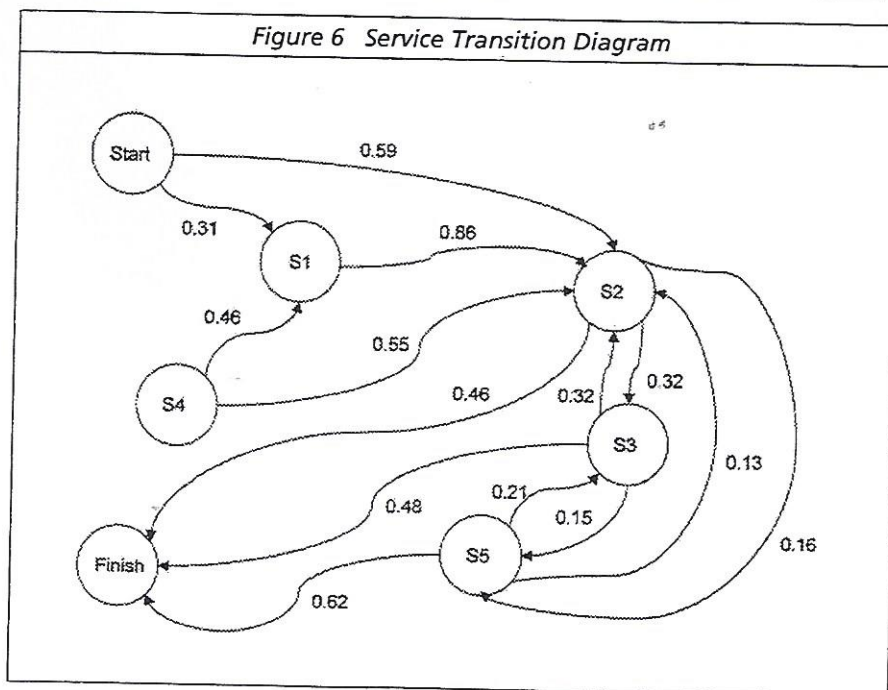 Figure 6 Service Transition Diagram
Start
0.59
0.31
S1
0.86
S2
0.46
0.55
S4
0.46
0.32
0.32
S3
0.48
0.21
0.15
0.13
0.16
S5
Finish
0.62